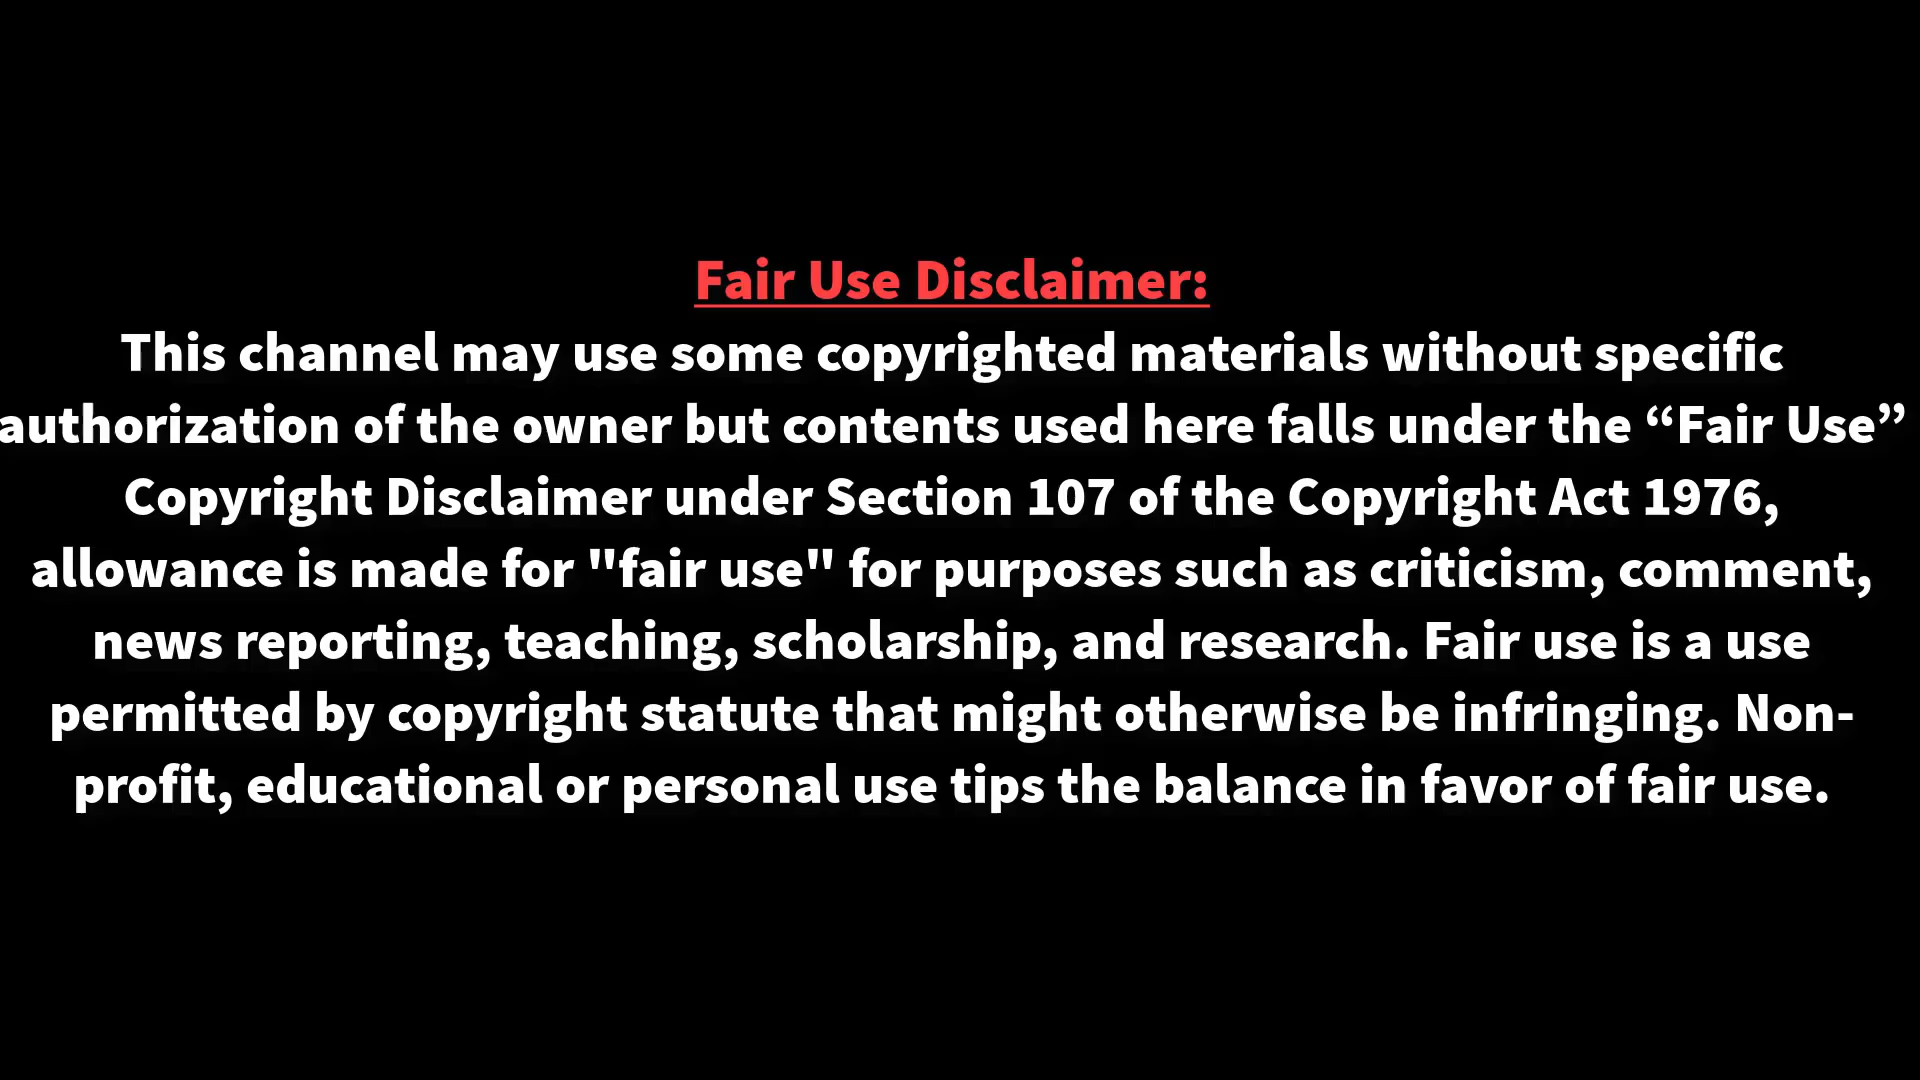 Fair Use Disclaimer:
This channel may use some copyrighted materials without specific
authorization of the owner but contents used here falls under the “Fair Use”
Copyright Disclaimer under Section 107 of the Copyright Act 1976,
allowance is made for "fair use" for purposes such as criticism, comment,
news reporting, teaching, scholarship, and research. Fair use is a use
permitted by copyright statute that might otherwise be infringing. Non-
profit, educational or personal use tips the balance in favor of fair use.